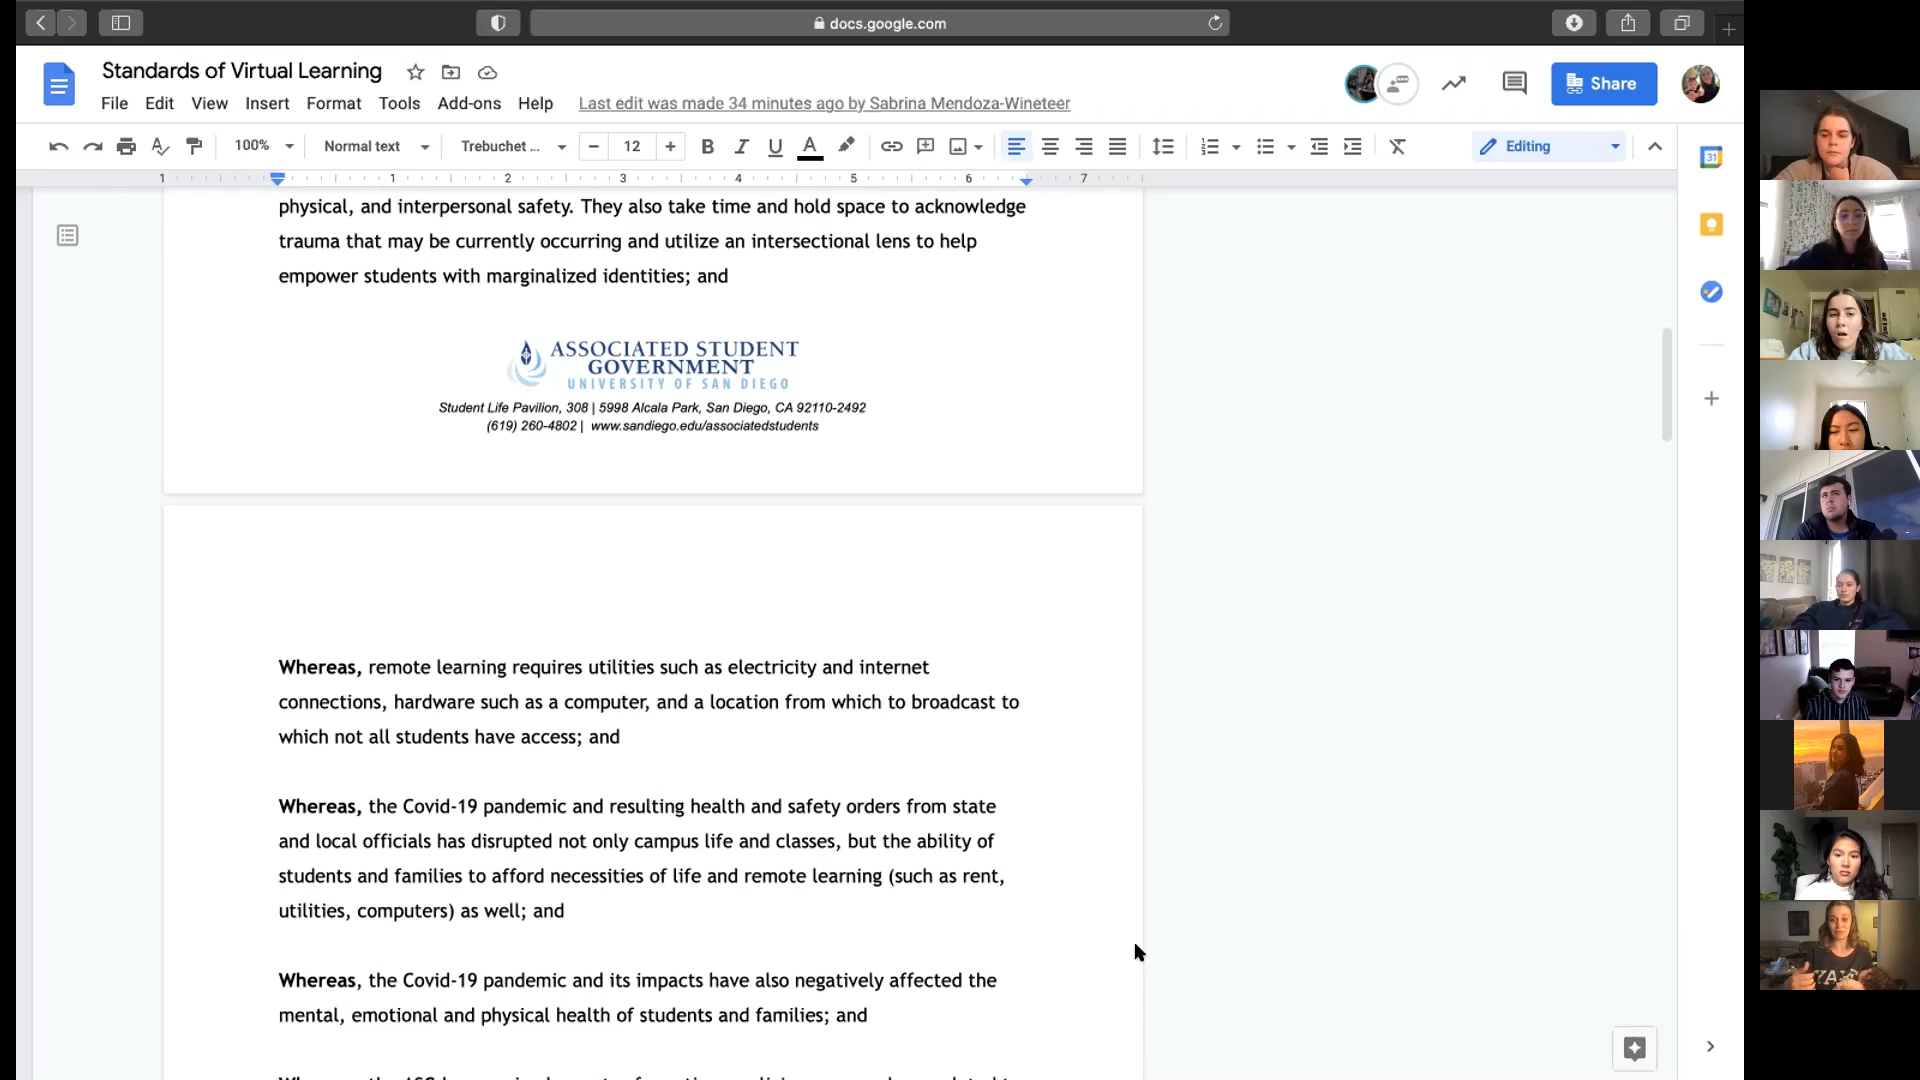 docs.google.com
Standards of Virtual Learning
File Edit View Insert Format Tools Add-ons Help Last edit was made 34 minutes ago by Sabrina Mendoza-Wineteer
Share
100% Normal text Trebuchet ... 12 B I U A Editing
1 1 2 3 4 5 6 7
31
physical, and interpersonal safety. They also take time and hold space to acknowledge
trauma that may be currently occurring and utilize an intersectional lens to help
empower students with marginalized identities; and
ASSOCIATED STUDENT
GOVERNMENT
UNIVERSITY OF SAN DIEGO
Student Life Pavilion, 308 | 5998 Alcala Park, San Diego, CA 92110-2492
(619) 260-4802 | www.sandiego.edu/associatedstudents
Whereas, remote learning requires utilities such as electricity and internet
connections, hardware such as a computer, and a location from which to broadcast to
which not all students have access; and
Whereas, the Covid-19 pandemic and resulting health and safety orders from state
and local officials has disrupted not only campus life and classes, but the ability of
students and families to afford necessities of life and remote learning (such as rent,
utilities, computers) as well; and
Whereas, the Covid-19 pandemic and its impacts have also negatively affected the
mental, emotional and physical health of students and families; and